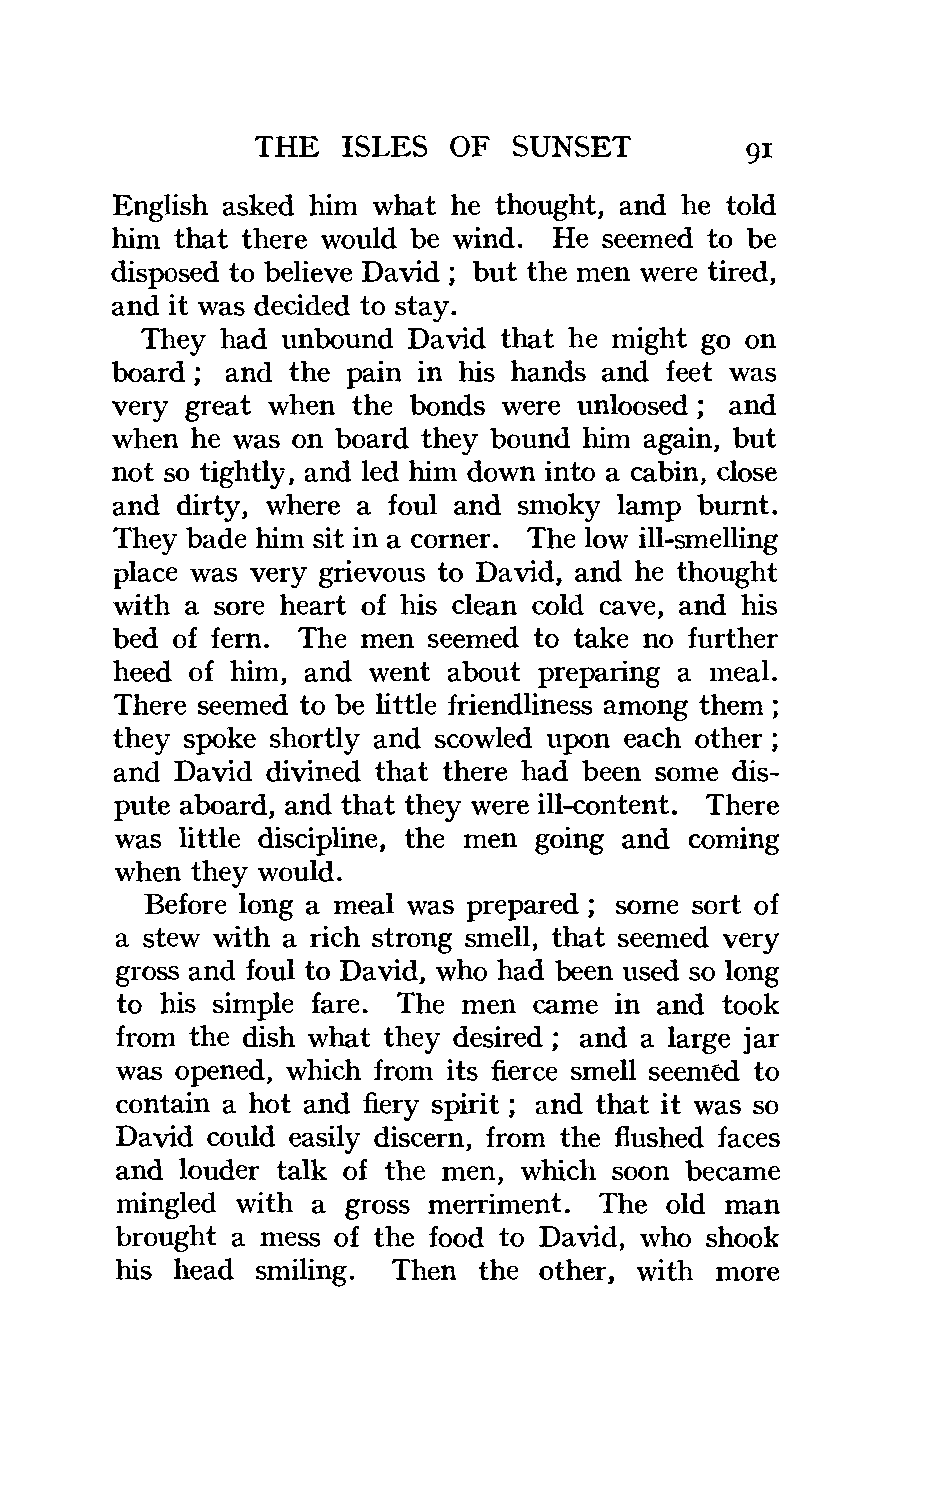 THE ISLES OF SUNSET 91
English asked him what he thought, and he told
him that there would be wind. He seemed to be
disposed to believe David ; but the men were tired,
and it was decided to stay.
They had unbound David that he might go on
board ; and the pain in his hands and feet was
very great when the bonds were unloosed ; and
when he was on board they bound him again, but
not so tightly, and led him down into a cabin, close
and dirty, where a foul and smoky lamp burnt.
They bade him sit in a corner. The low ill-smelling
place was very grievous to David, and he thought
with a sore heart of his clean cold cave, and his
bed of fern. The men seemed to take no further
heed of him, and went about preparing a meal.
There seemed to be little friendliness among them ;
they spoke shortly and scowled upon each other ;
and David divined that there had been some dis-
pute aboard, and that they were ill-content. There
was little discipline, the men going and coming
when they would.
Before long a meal was prepared ; some sort of
a stew with a rich strong smell, that seemed very
gross and foul to David, who had been used so long
to his simple fare. The men came in and took
from the dish what they desired ; and a large jar
was opened, which from its fierce smell seemed to
contain a hot and fiery spirit ; and that it was so
David could easily discern, from the flushed faces
and louder talk of the men, which soon became
mingled with a gross merriment. The old man
brought a mess of the food to David, who shook
his head smiling. Then the other, with more